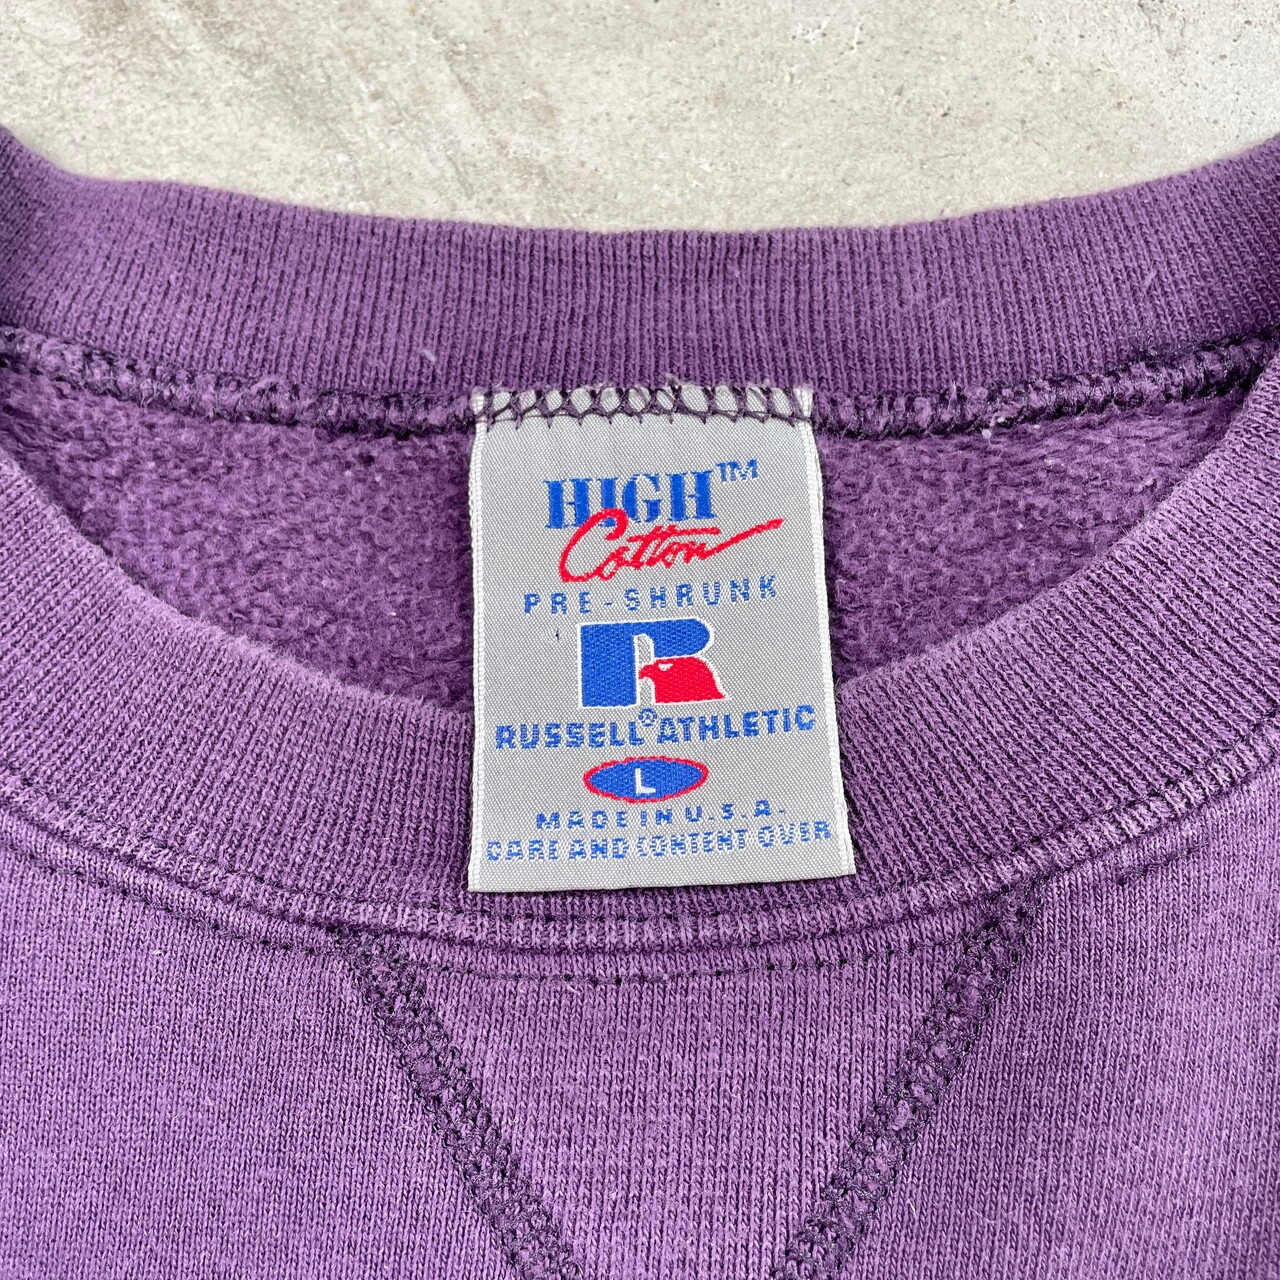 HIGH™
Cotton
PRE-SHRUNK
R
RUSSELL® ATHLETIC
L
MADE IN U.S.A.
CARE AND CONTENT OVER